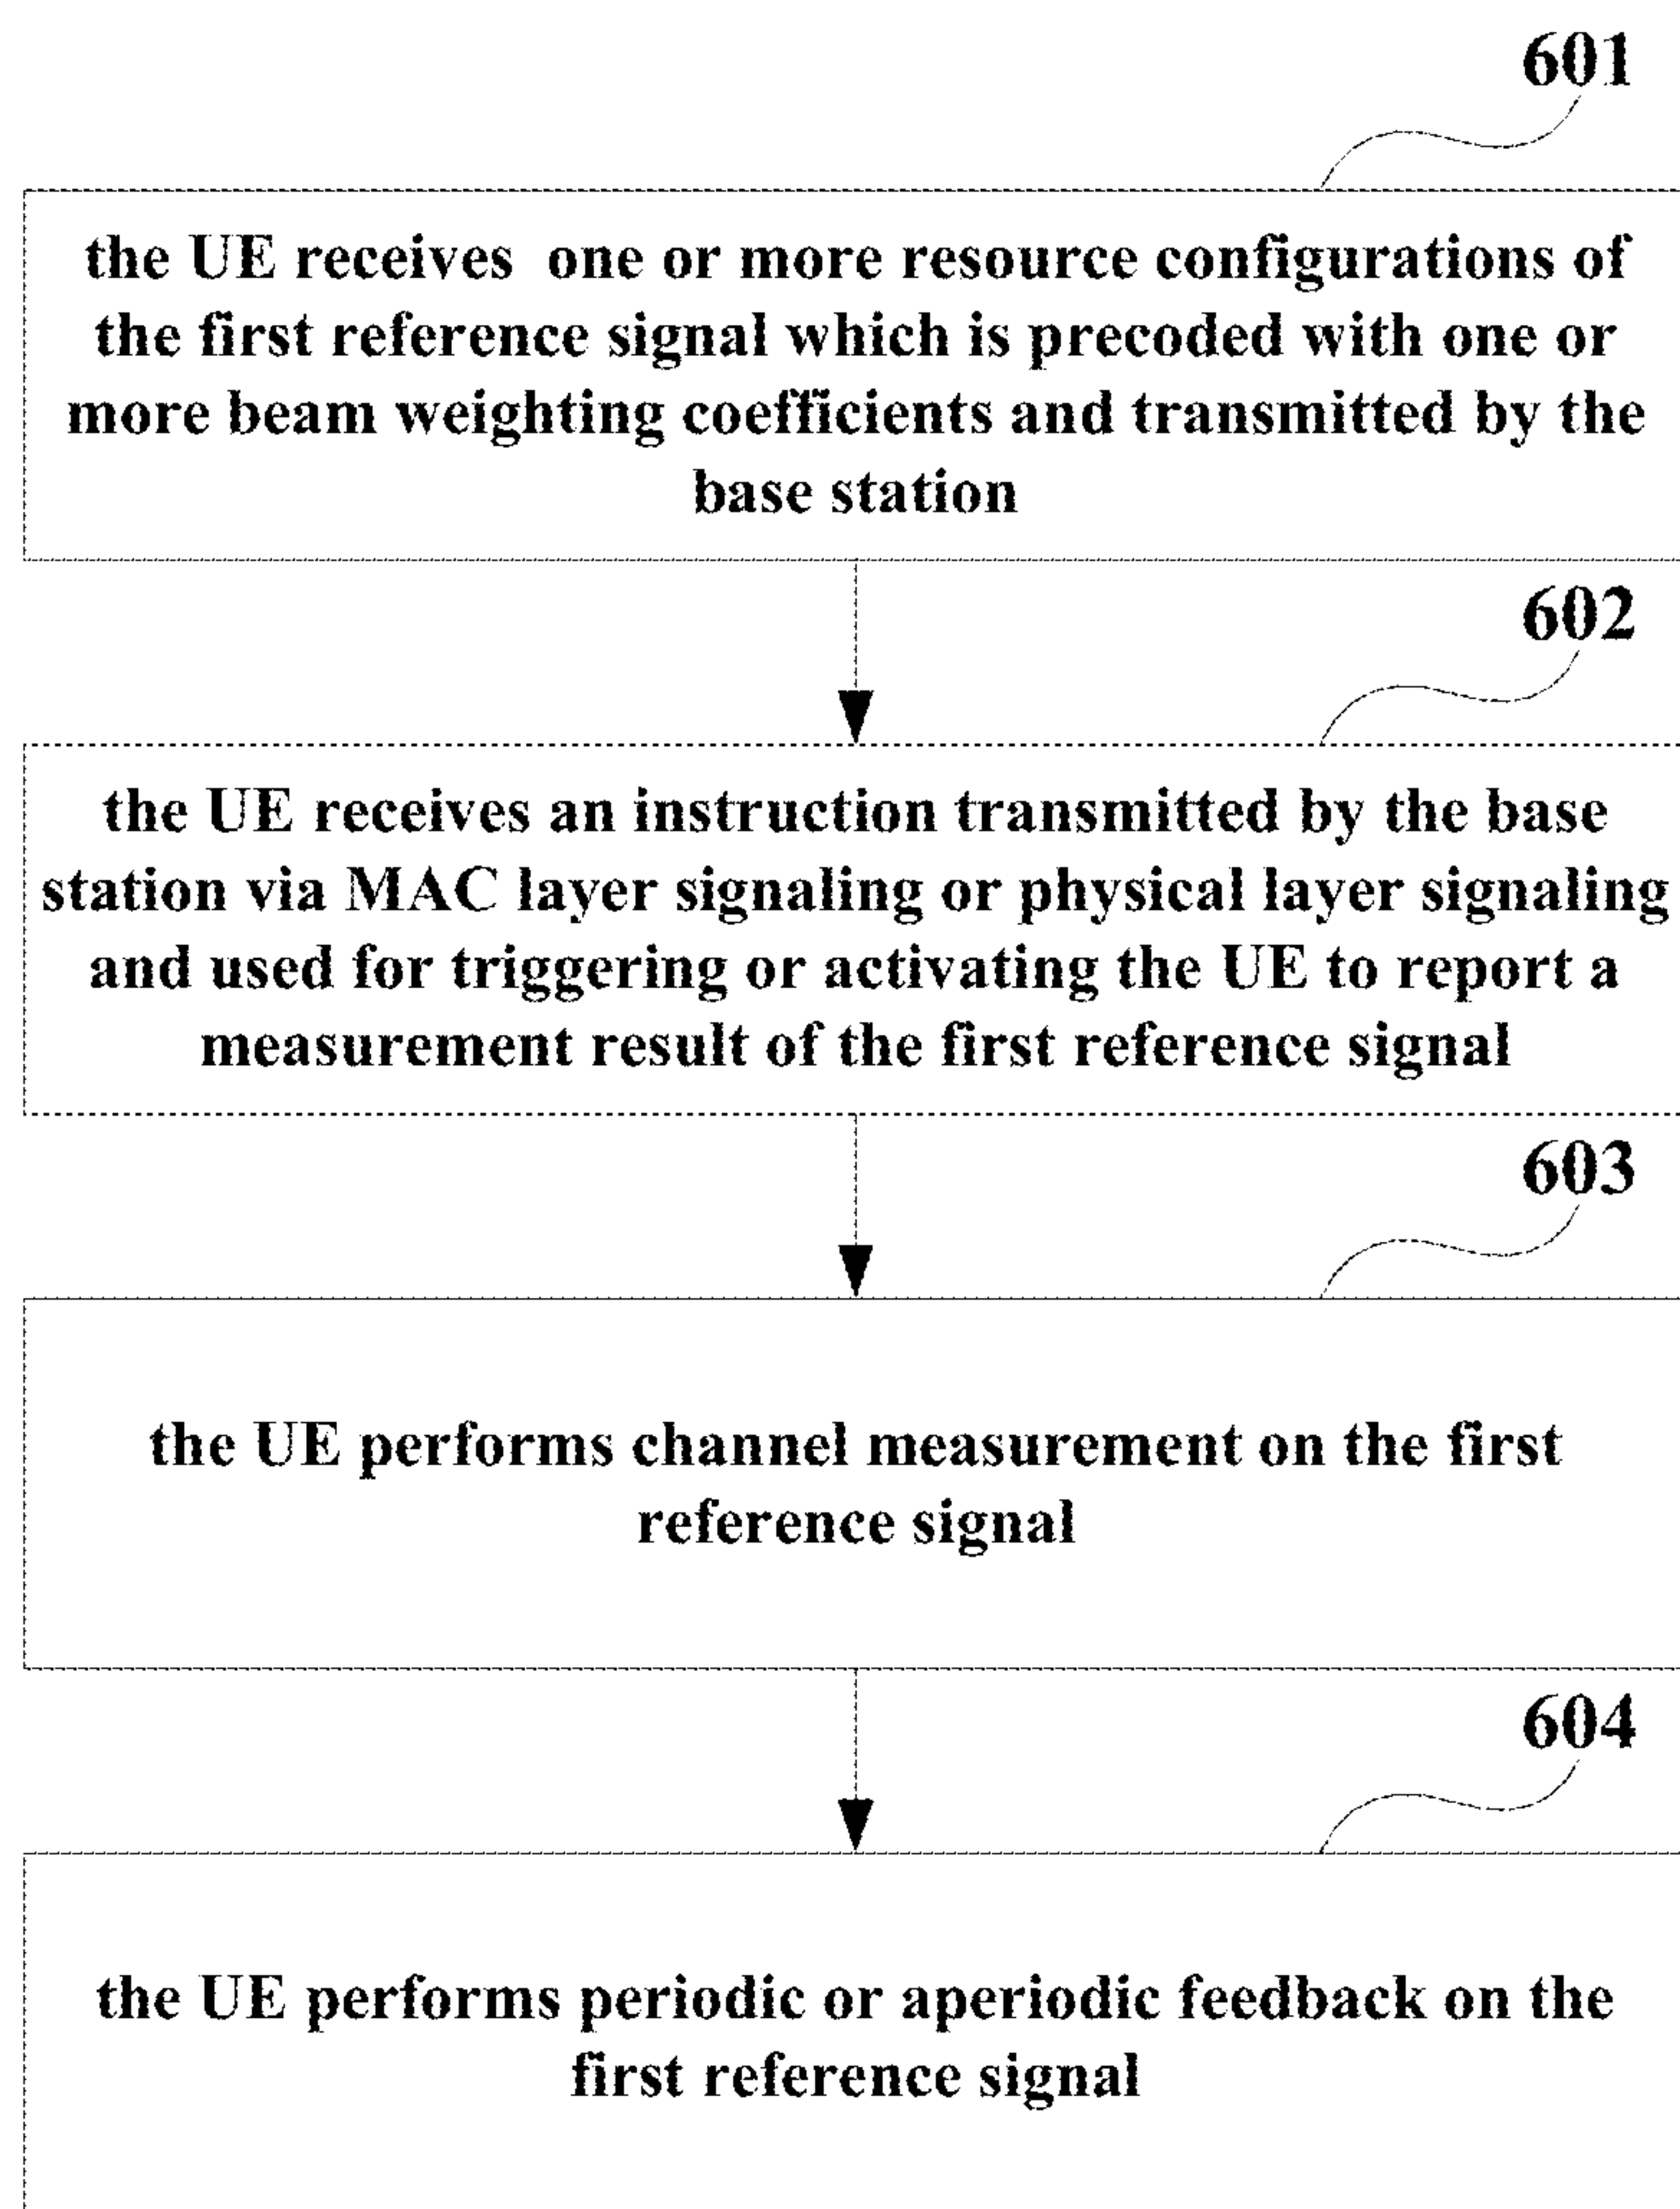 601
the UE receives one or more resource configurations of
the first reference signal which is precoded with one or
more beam weighting coefficients and transmitted by the
base station
602
the UE receives an instruction transmitted by the base
station via MAC layer signaling or physical layer signaling
and used for triggering or activating the UE to report a
measurement result of the first reference signal
603
the UE performs channel measurement on the first
reference signal
604
the UE performs periodic or aperiodic feedback on the
first reference signal